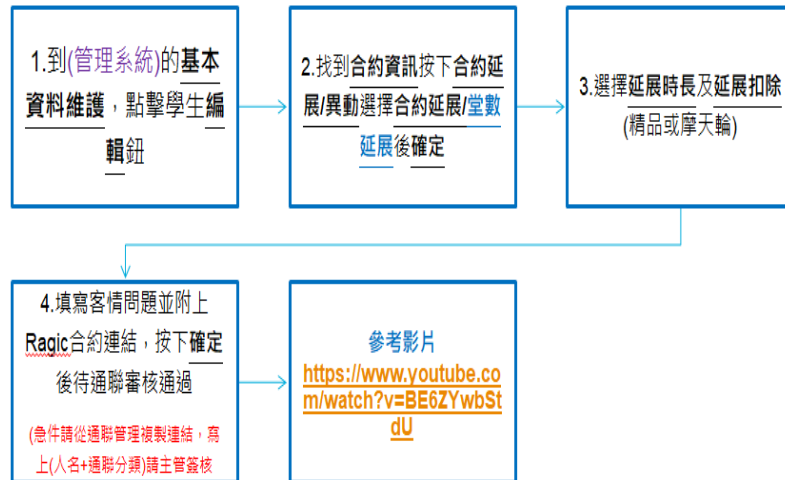 1.到(管理系統)的基本
資料維護，點擊學生編
輯鈕
2.找到合約資訊按下合約延
展/異動選擇合約延展/堂數
延展後確定
3.選擇延展時長及延展扣除
(精品或摩天輪)
4.填寫客情問題並附上
Ragic合約連結，按下確定
後待通聯審核通過
(急件請從通聯管理複製連結，寫
上(人名+通聯分類)請主管簽核
參考影片
https://www.youtube.co
m/watch?v=BE6ZYwbSt
dU